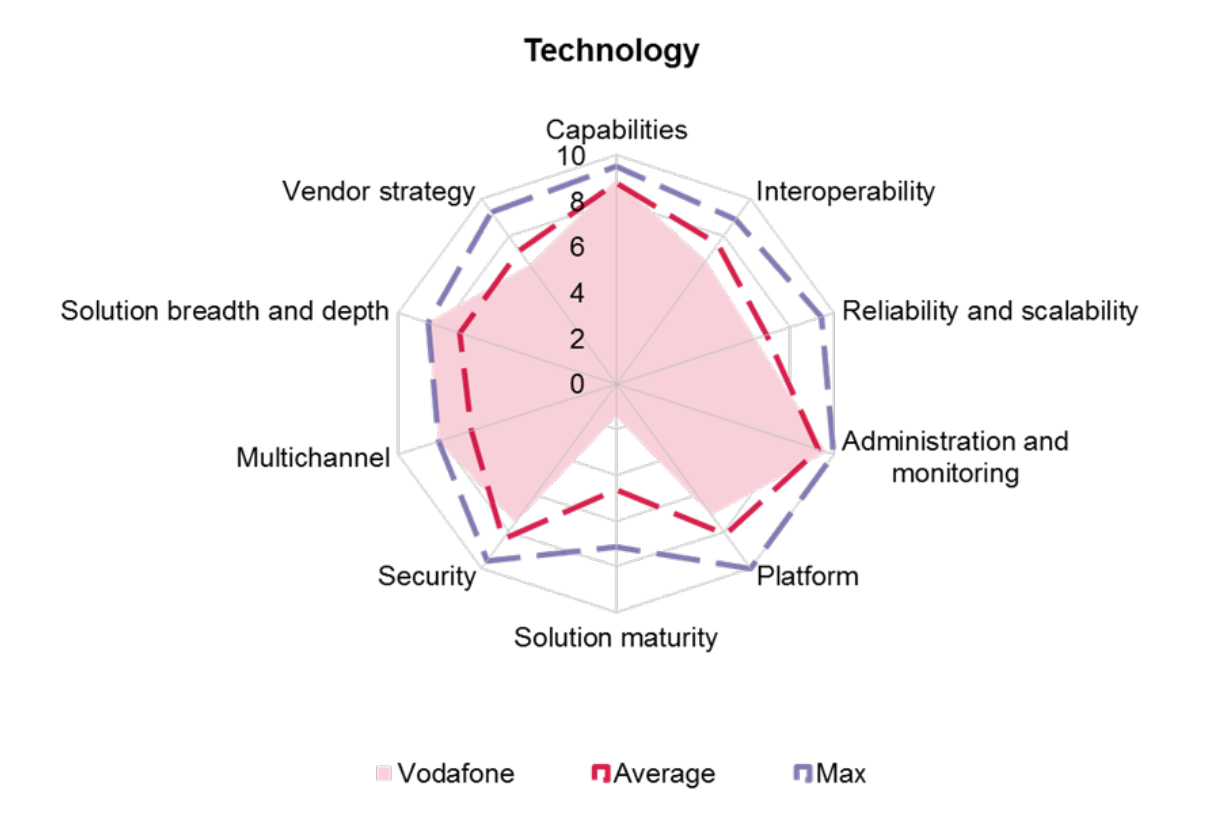 Technology
Capabilities
10
Vendor strategy
Interoperability
8
6
Solution breadth and depth
Reliability and scalability
4
2
0
Administration and
monitoring
Multichannel
Security
Platform
Solution maturity
Vodafone
Average
Max